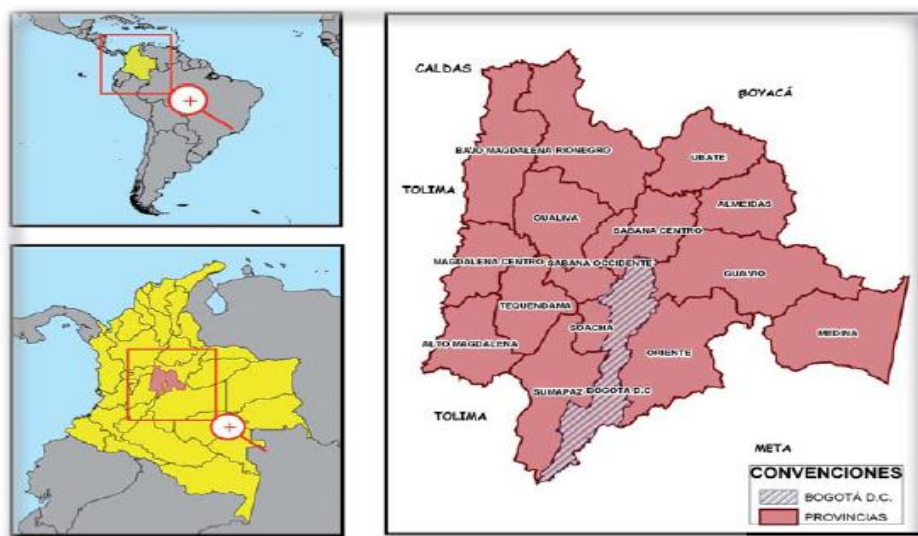 CALDAS
BOYACÁ
BAJO MAGDALENA RIONEGRO
UBATE
TOLIMA
ALMEIDAS
GUALIVA
SABANA CENTRO
MAGDALENA CENTRO SABANA OCCIDENTE
GUAVIO
TEQUENDAMA
SOACHA
MEDINA
ALTO MAGDALENA
ORIENTE
SUMAPAZ BOGOTÁ D.C
TOLIMA
META
CONVENCIONES
BOGOTÁ D.C.
PROVINCIAS